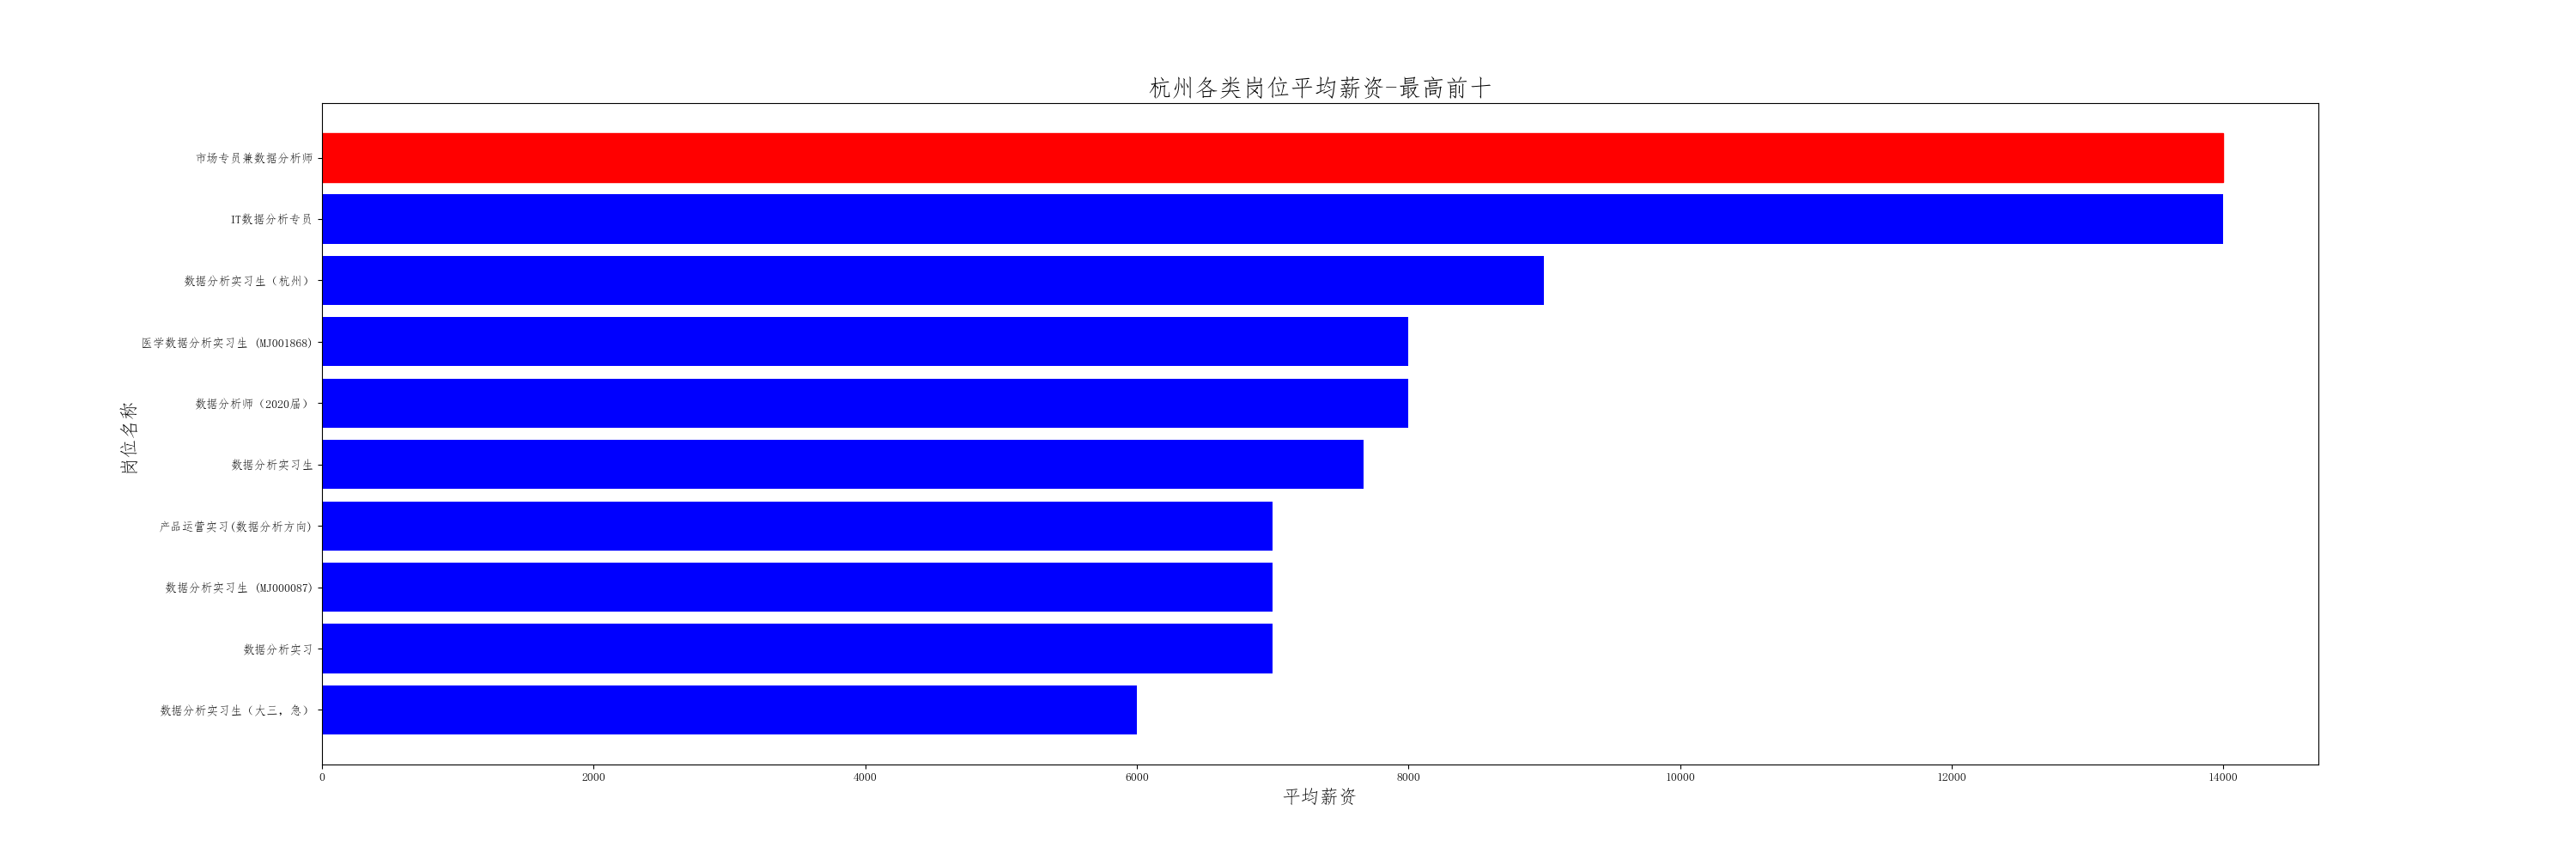 杭州各类岗位平均薪资-最高前十
市场专员兼数据分析师
IT数据分析专员
数据分析实习生（杭州）
医学数据分析实习生 (MJ001868)
数据分析师（2020届）
数据分析实习生
产品运营实习(数据分析方向)
数据分析实习生 (MJ000087)
数据分析实习
数据分析实习生（大三，急）
岗位名称
0 2000 4000 6000 8000 10000 12000 14000
平均薪资